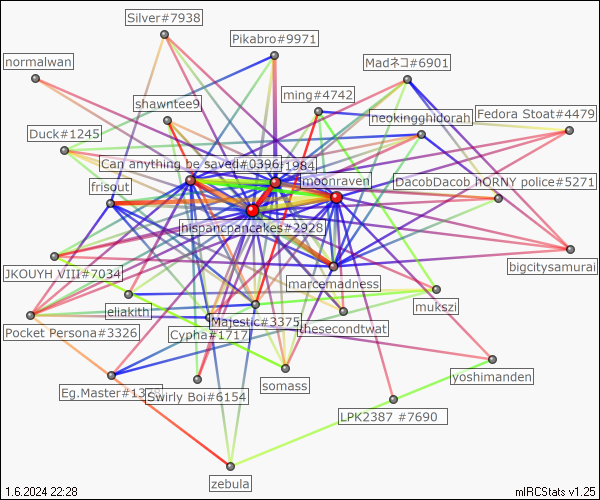 Silver#7938
Pikabro#9971
normalwan
Madネコ#6901
ming#4742
shawntee9
neokingghidorah
Fedora Stoat#4479
Duck#1245
Can anything be saved#0396
1984
moonraven
DacobDacob hORNY police#5271
frisout
hispancpancakes#2928
JKOUYH VIII#7034
bigcitysamurai
marcemadness
eliakith
mukszi
Pocket Persona#3326
Cypha#1717
Majestic#3375
thesecondtwat
Eg.Master#13
Swirly Boi#6154
somass
yoshimanden
LPK2387 #7690
zebula
1.6.2024 22:28
mIRCStats v1.25